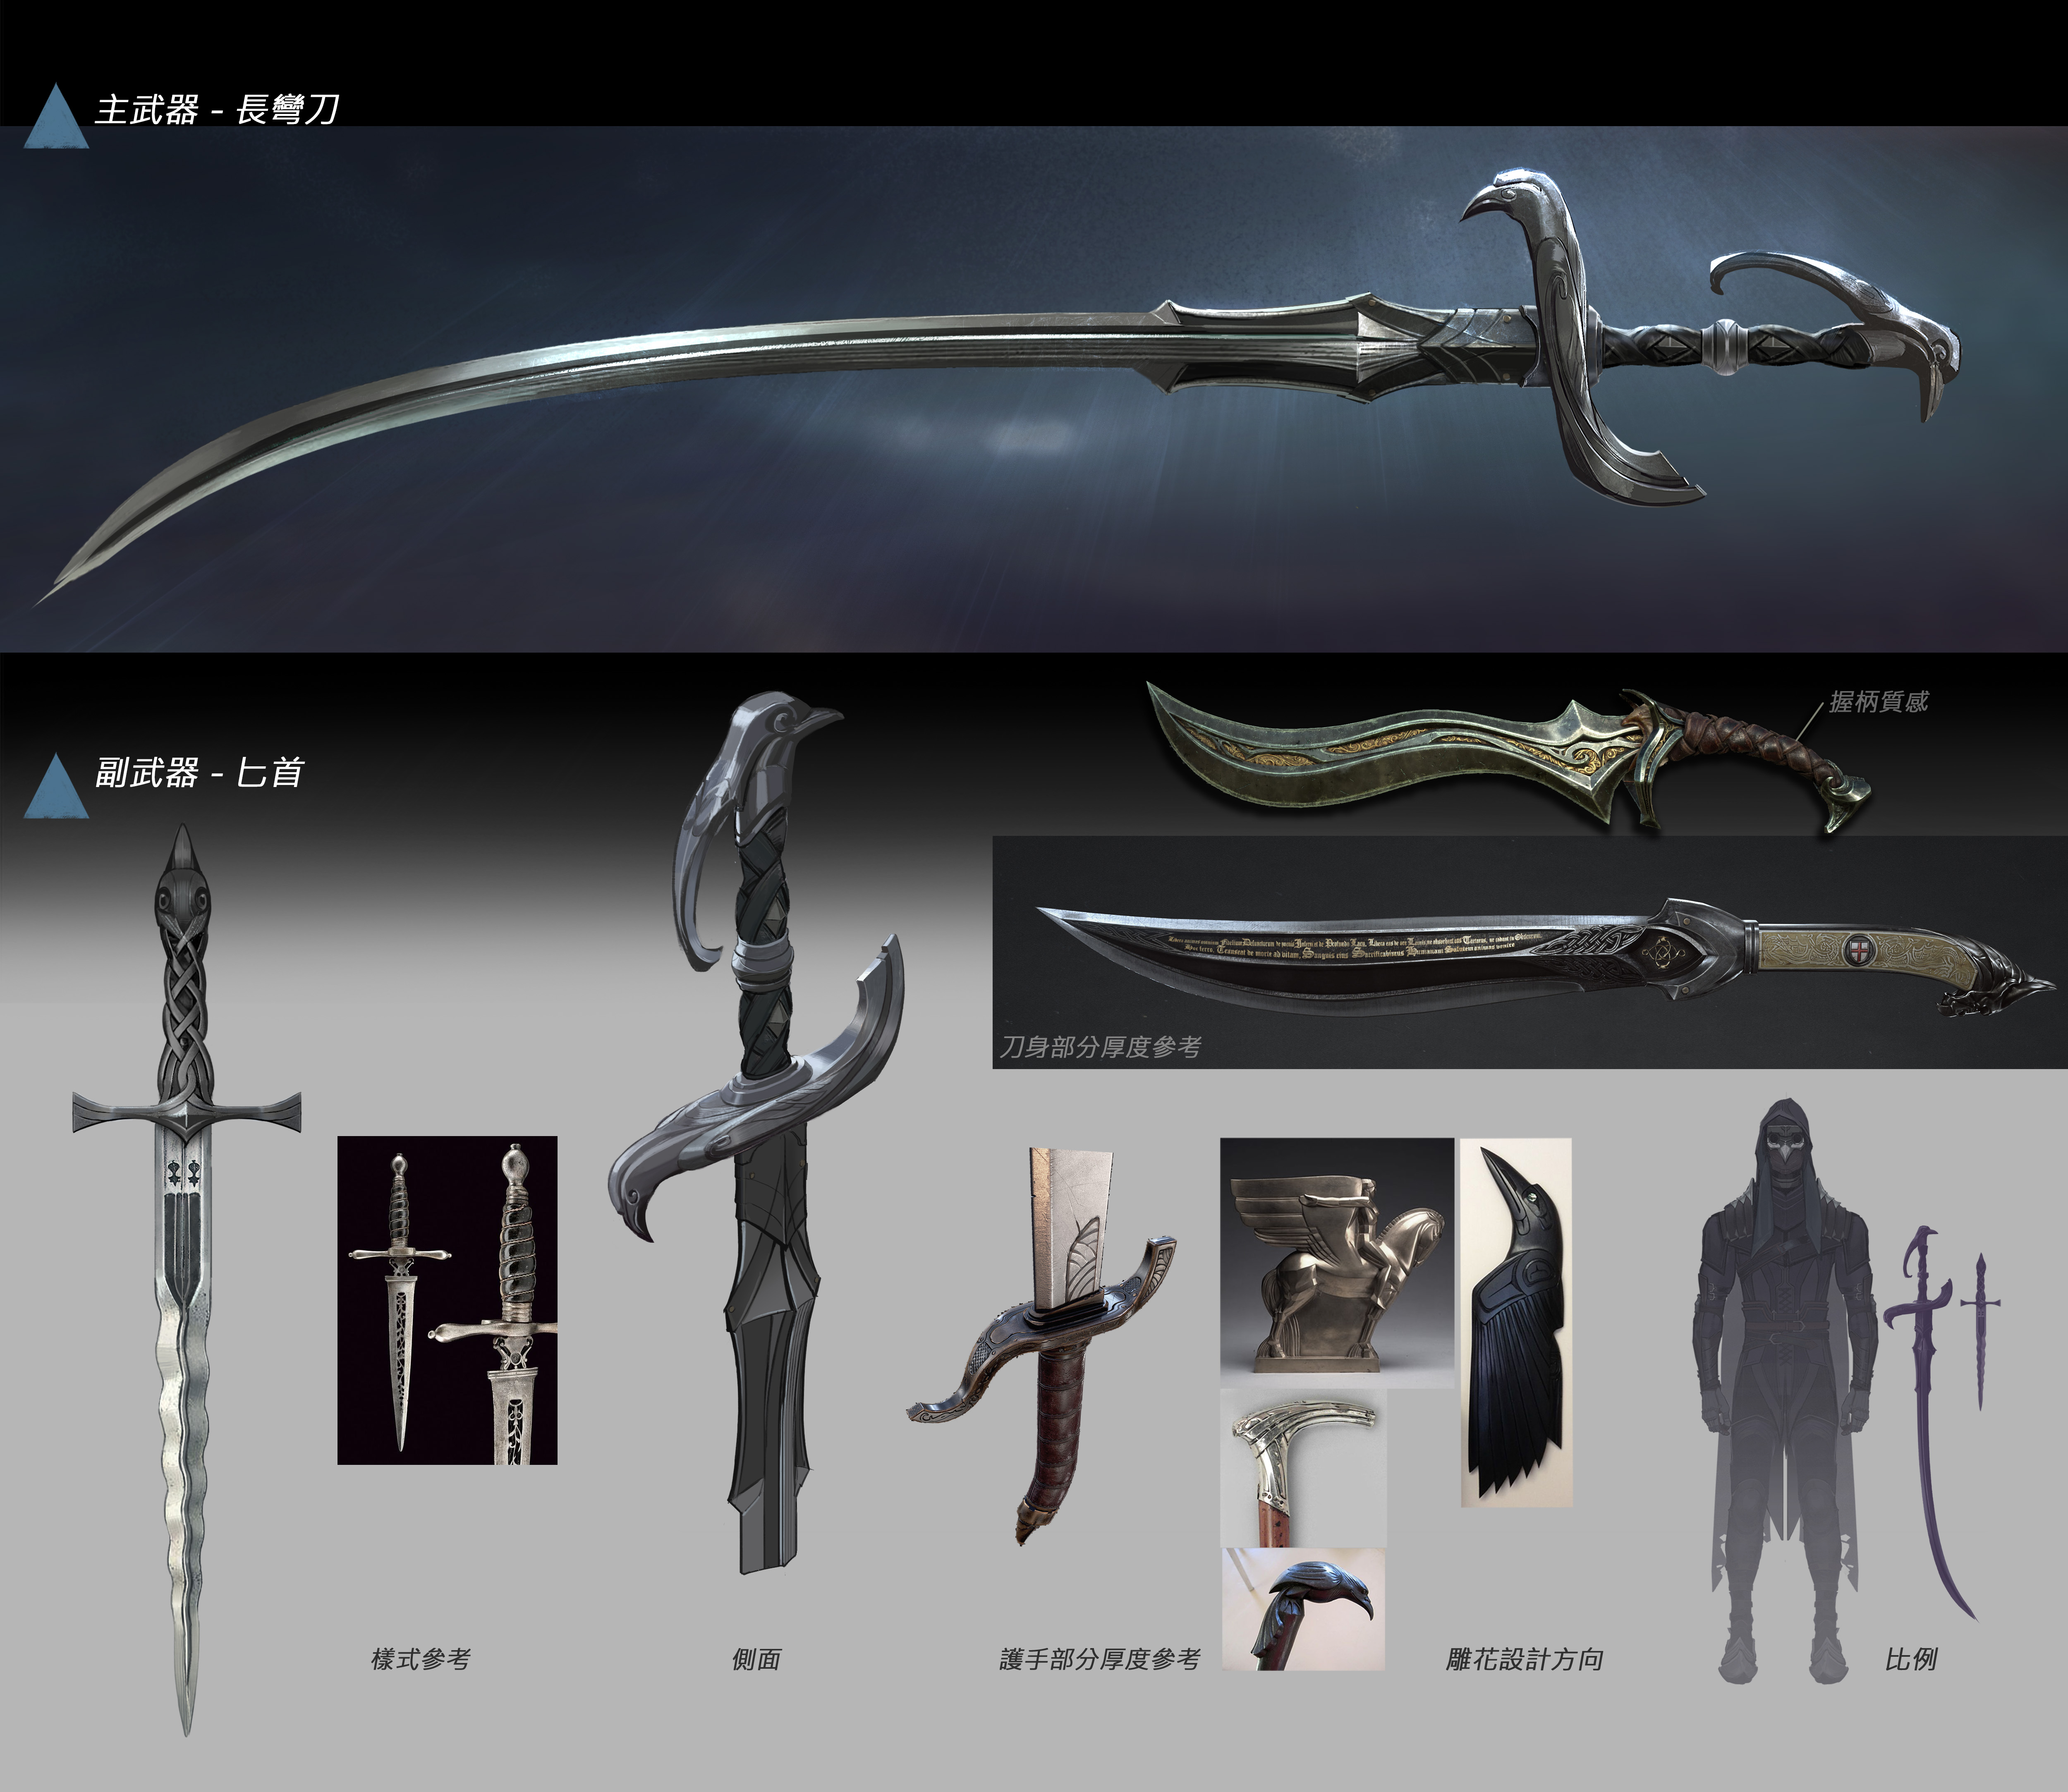 主武器 - 長彎刀
握柄質感
副武器 - 匕首
刀身部分厚度參考
樣式參考
側面
護手部分厚度參考
雕花設計方向
比例